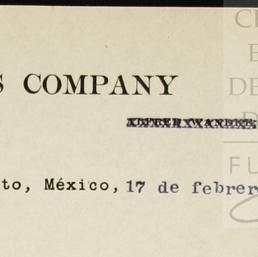 S COMPANY
to, México, 17 de febrer